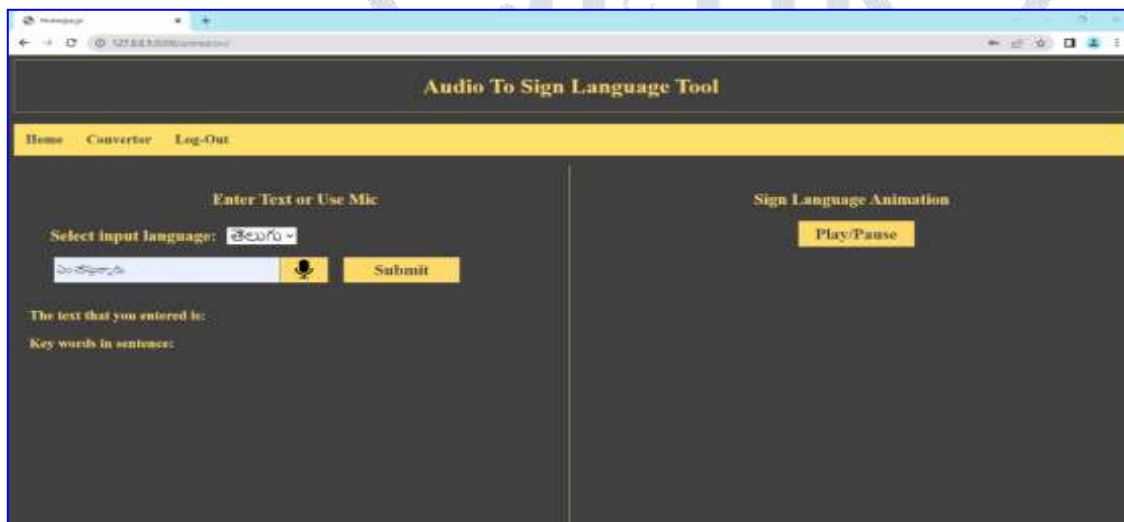 Homepage
Audio To Sign Language Tool
Home Convertor Log-Out
Enter Text or Use Mic
Select input language: తెలుగు
ఏం చేస్తున్నారు Submit
The text that you entered is:
Key words in sentence:
Sign Language Animation
Play/Pause